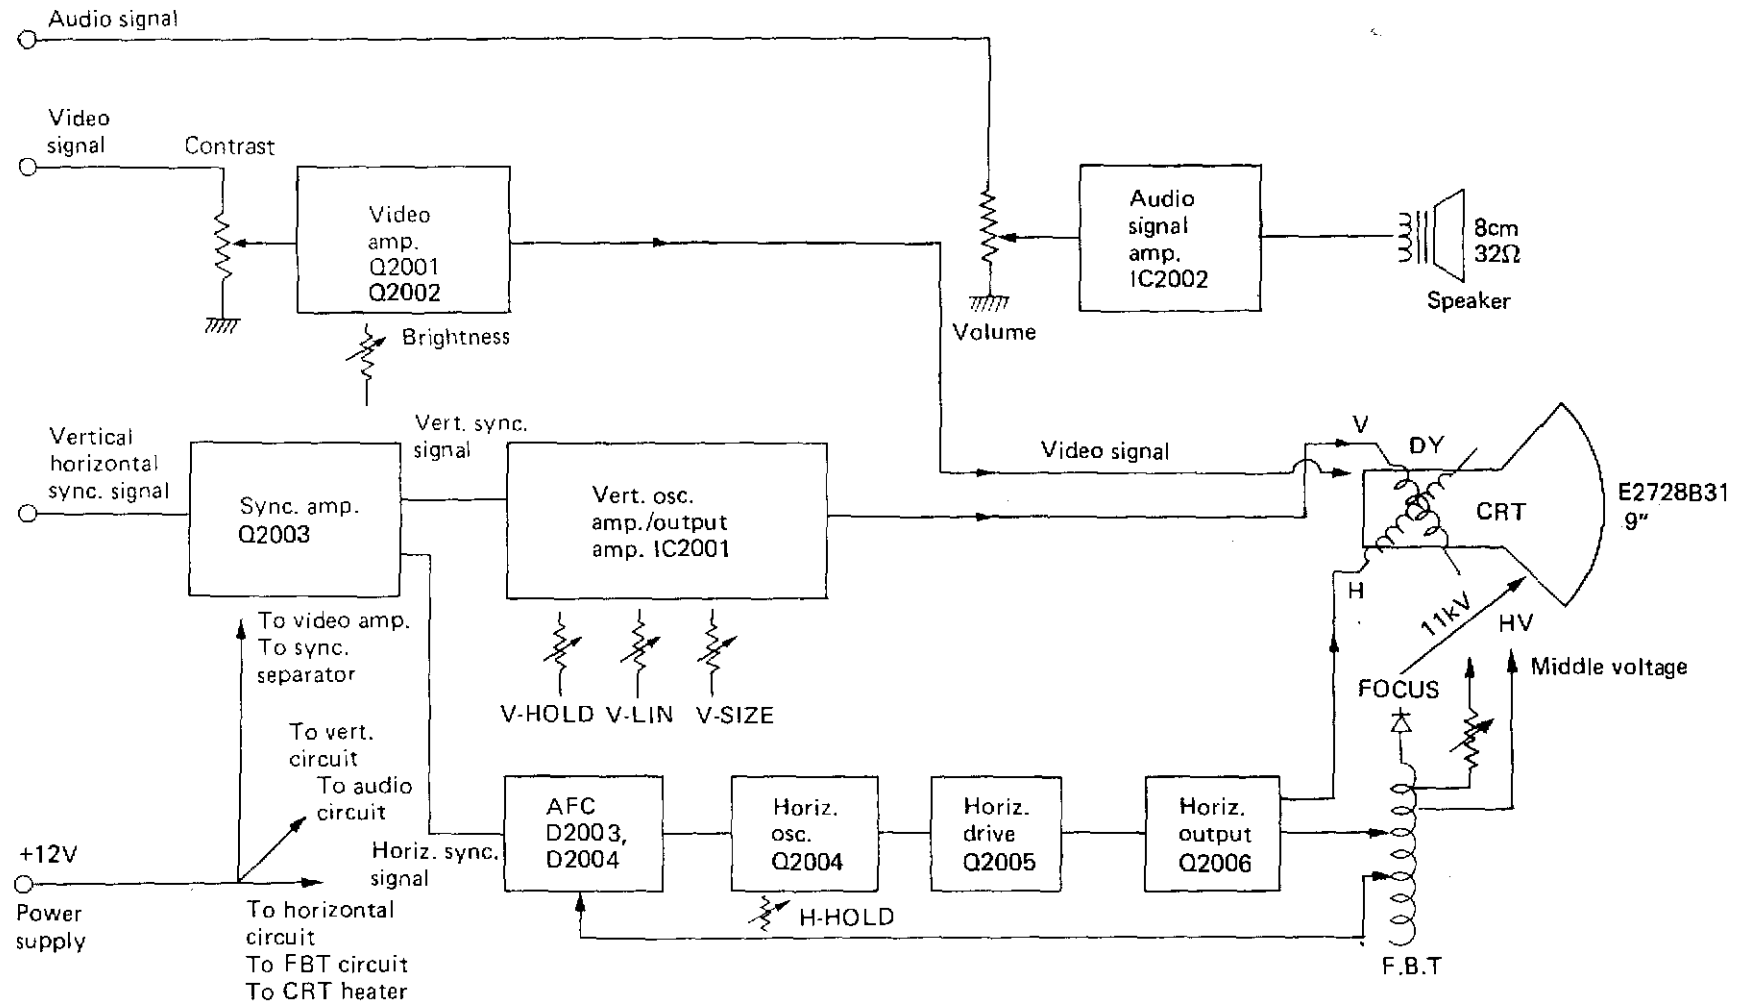 Audio signal
Video
signal
Contrast
Video
amp.
Q2001
Q2002
Brightness
Volume
Audio
signal
amp.
IC2002
8cm
32Ω
Speaker
Vertical
horizontal
sync. signal
Sync. amp.
Q2003
Vert. sync.
signal
Vert. osc.
amp./output
amp. IC2001
Video signal
V
DY
CRT
H
E2728B31
9"
11kV
HV
Middle voltage
FOCUS
To video amp.
To sync.
separator
V-HOLD V-LIN V-SIZE
To vert.
circuit
To audio
circuit
+12V
Power
supply
To horizontal
circuit
To FBT circuit
To CRT heater
Horiz. sync.
signal
AFC
D2003,
D2004
Horiz.
osc.
Q2004
H-HOLD
Horiz.
drive
Q2005
Horiz.
output
Q2006
F.B.T